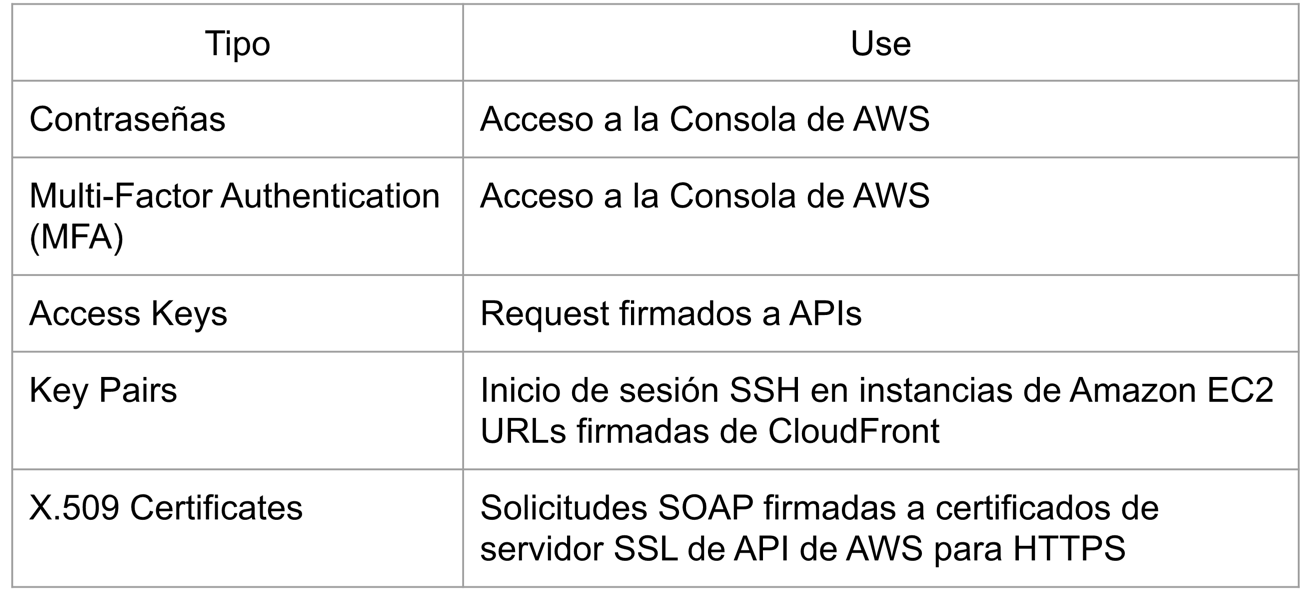 Tipo
Use
Contraseñas
Acceso a la Consola de AWS
Multi-Factor Authentication
(MFA)
Acceso a la Consola de AWS
Access Keys
Request firmados a APIs
Key Pairs
Inicio de sesión SSH en instancias de Amazon EC2
URLs firmadas de CloudFront
X.509 Certificates
Solicitudes SOAP firmadas a certificados de
servidor SSL de API de AWS para HTTPS